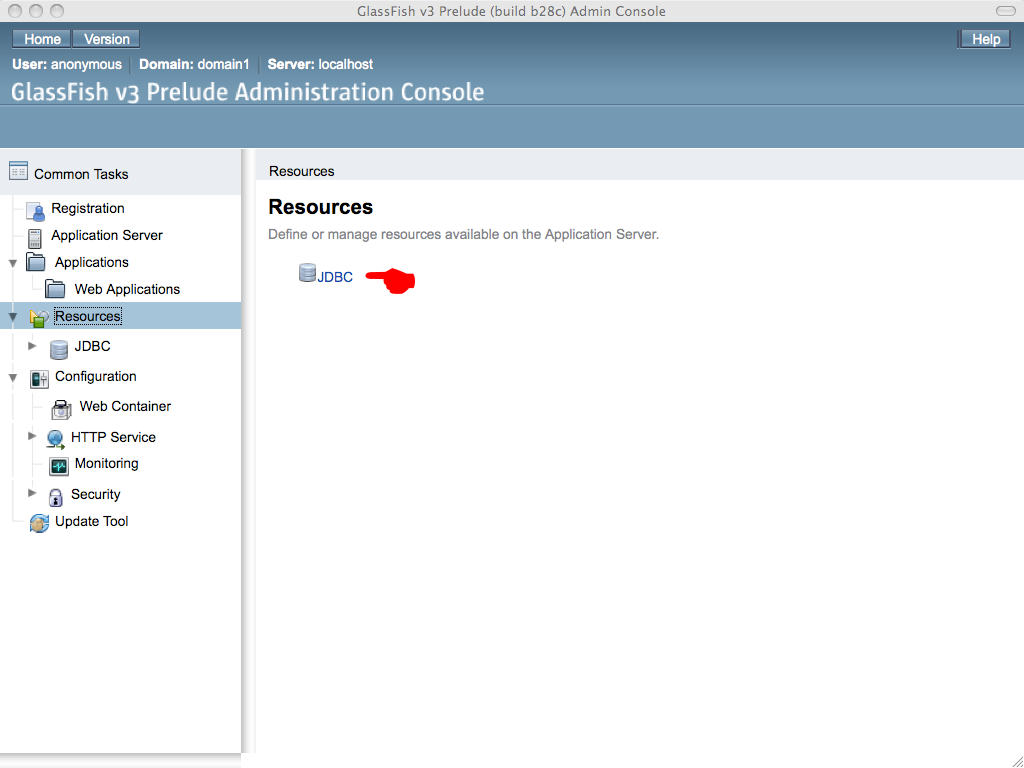 GlassFish v3 Prelude (build b28c) Admin Console
Home Version Help
User: anonymous Domain: domain1 Server: localhost
GlassFish v3 Prelude Administration Console
Common Tasks
Registration
Application Server
Applications
Web Applications
Resources
JDBC
Configuration
Web Container
HTTP Service
Monitoring
Security
Update Tool
Resources
Resources
Define or manage resources available on the Application Server.
JDBC